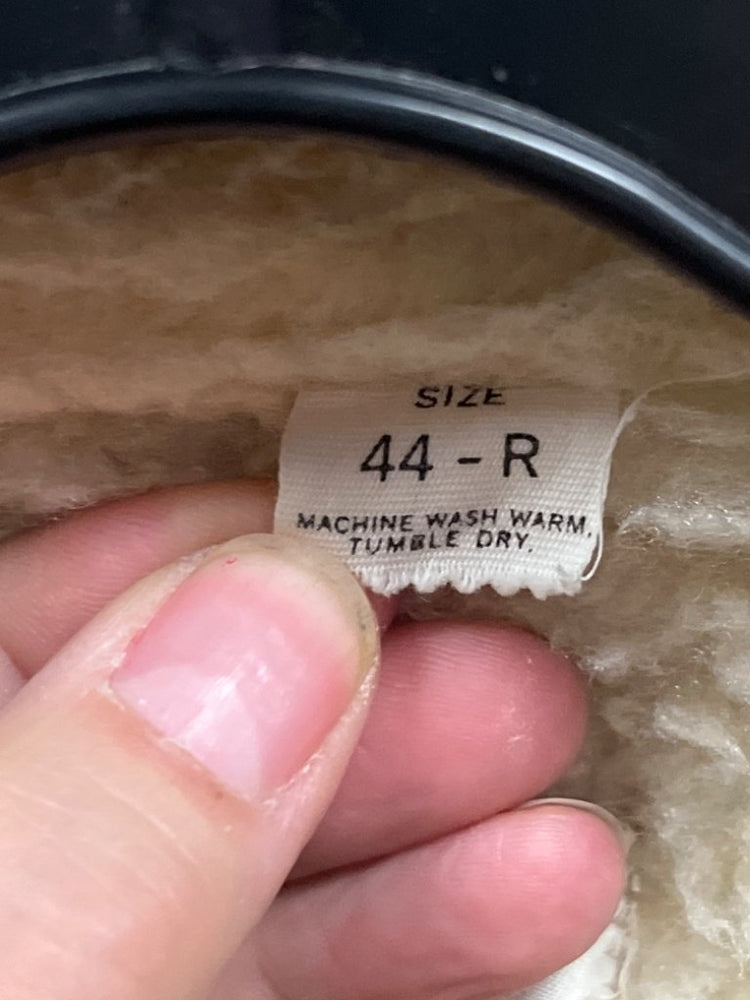 SIZE
44-R
MACHINE WASH WARM,
TUMBLE DRY,